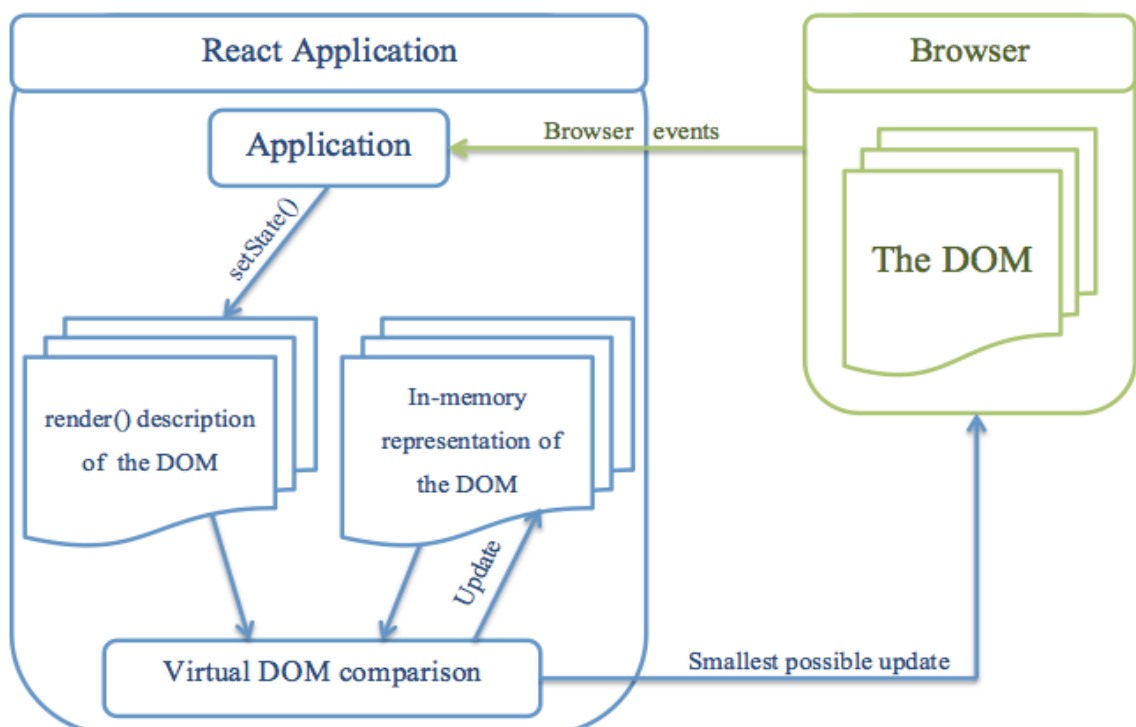 React Application
Browser
Application
Browser events
setState()
The DOM
render() description
of the DOM
In-memory
representation of
the DOM
Update
Virtual DOM comparison
Smallest possible update